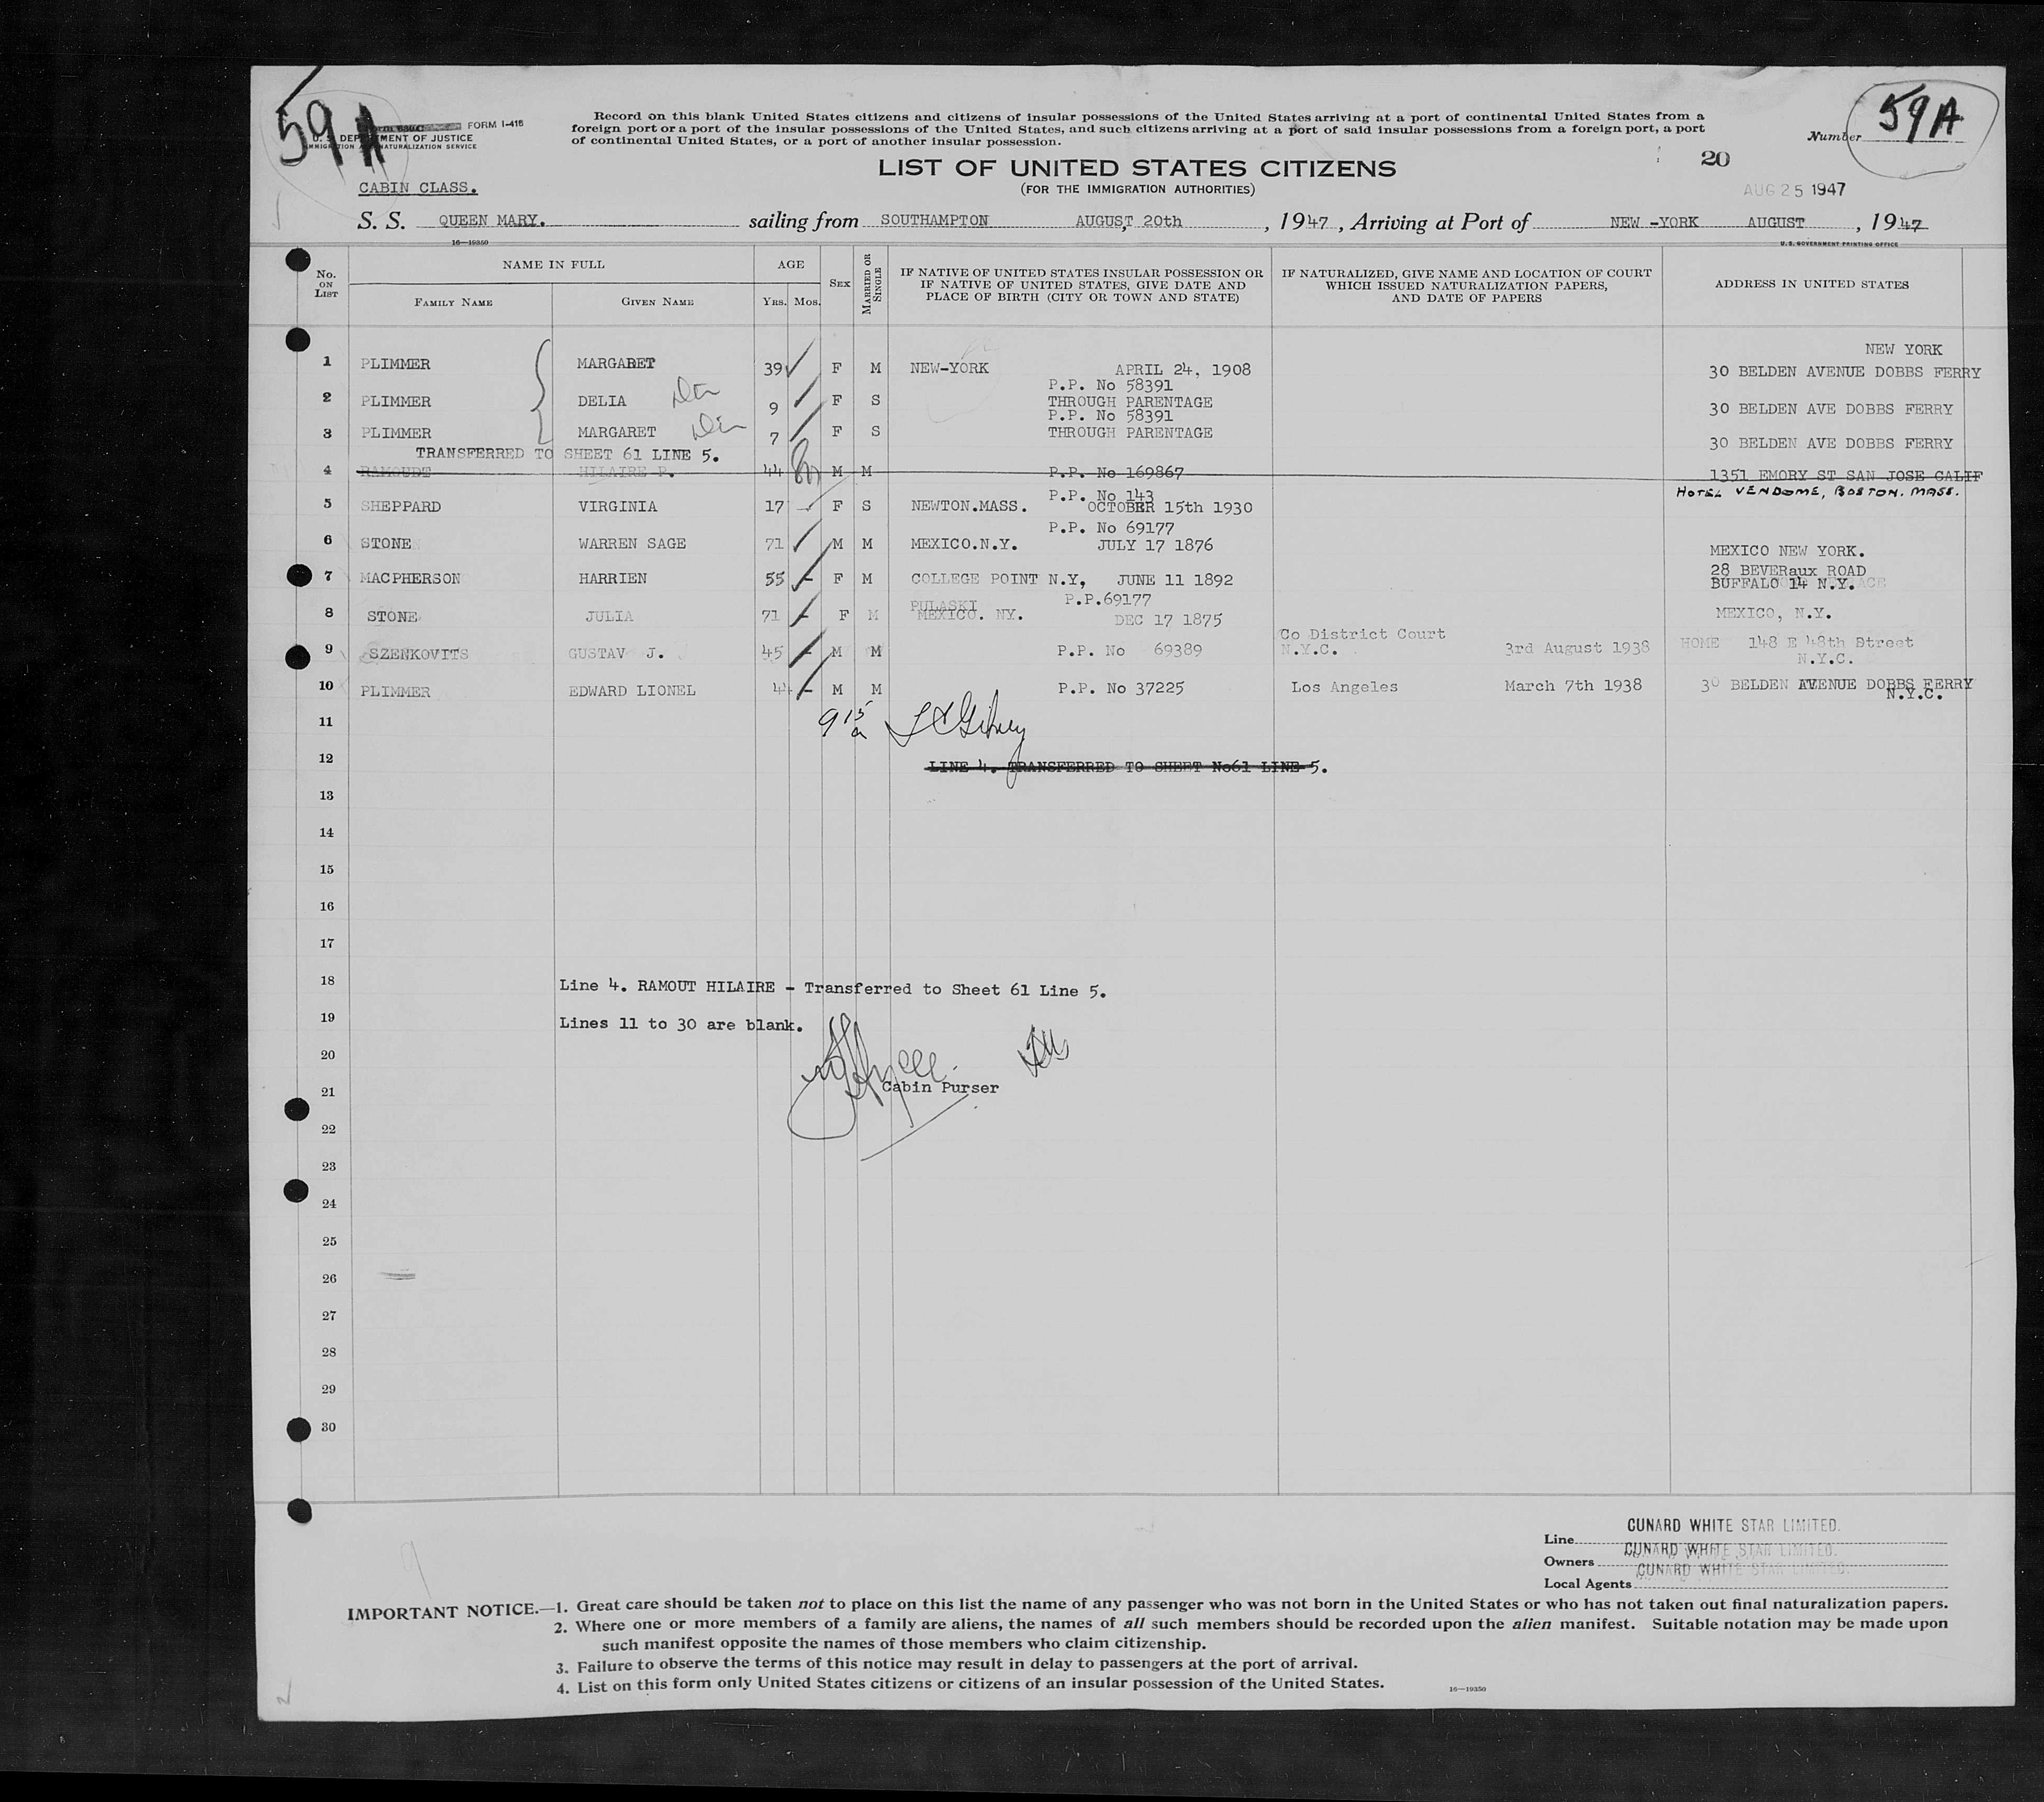 59A
Form 630C FORM I-415
U. S. DEPARTMENT OF JUSTICE
IMMIGRATION AND NATURALIZATION SERVICE
Record on this blank United States citizens and citizens of insular possessions of the United States arriving at a port of continental United States from a
foreign port or a port of the insular possessions of the United States, and such citizens arriving at a port of said insular possessions from a foreign port, a port
of continental United States, or a port of another insular possession.
Number 59A
LIST OF UNITED STATES CITIZENS
20
(FOR THE IMMIGRATION AUTHORITIES)
CABIN CLASS.
AUG 25 1947
S. S. QUEEN MARY. sailing from SOUTHAMPTON AUGUST, 20th , 1947 , Arriving at Port of NEW -YORK AUGUST , 1947
16—19350
U. S. GOVERNMENT PRINTING OFFICE
No. ON LIST
NAME IN FULL
FAMILY NAME GIVEN NAME
AGE
YRS. MOS.
SEX
MARRIED OR SINGLE
IF NATIVE OF UNITED STATES INSULAR POSSESSION OR
IF NATIVE OF UNITED STATES, GIVE DATE AND
PLACE OF BIRTH (CITY OR TOWN AND STATE)
IF NATURALIZED, GIVE NAME AND LOCATION OF COURT
WHICH ISSUED NATURALIZATION PAPERS,
AND DATE OF PAPERS
ADDRESS IN UNITED STATES
NEW YORK
1 PLIMMER MARGARET 39 F M NEW-YORK APRIL 24, 1908 30 BELDEN AVENUE DOBBS FERRY
P.P. No 58391
2 PLIMMER DELIA 9 F S THROUGH PARENTAGE 30 BELDEN AVE DOBBS FERRY
P.P. No 58391
3 PLIMMER MARGARET 7 F S THROUGH PARENTAGE 30 BELDEN AVE DOBBS FERRY
TRANSFERRED TO SHEET 61 LINE 5.
4 RAMOUDE HILAIRE P. 44 M M P.P. No 169867 1351 EMORY ST SAN JOSE CALIF
P.P. No 143 HOTEL VENDOME, BOSTON. MASS.
5 SHEPPARD VIRGINIA 17 F S NEWTON.MASS. OCTOBER 15th 1930
P.P. No 69177
6 STONE WARREN SAGE 71 M M MEXICO.N.Y. JULY 17 1876 MEXICO NEW YORK.
28 BEVERaux ROAD
7 MACPHERSON HARRIEN 55 F M COLLEGE POINT N.Y, JUNE 11 1892 BUFFALO 14 N.Y.
PULASKI P.P.69177
8 STONE JULIA 71 F M MEXICO. NY. DEC 17 1875 MEXICO, N.Y.
Co District Court
9 SZENKOVITS GUSTAV J. 45 M M P.P. No 69389 N.Y.C. 3rd August 1938 HOME 148 E 48th Street
N.Y.C.
10 PLIMMER EDWARD LIONEL 44 M M P.P. No 37225 Los Angeles March 7th 1938 30 BELDEN AVENUE DOBBS FERRY
N.Y.C.
11 915 a
12 LINE 4. TRANSFERRED TO SHEET No61 LINE 5.
13
14
15
16
17
18 Line 4. RAMOUT HILAIRE - Transferred to Sheet 61 Line 5.
19 Lines 11 to 30 are blank.
20
21 Cabin Purser
22
23
24
25
26
27
28
29
30
Line CUNARD WHITE STAR LIMITED.
Owners CUNARD WHITE STAR LIMITED.
Local Agents CUNARD WHITE STAR LIMITED.
IMPORTANT NOTICE.—1. Great care should be taken not to place on this list the name of any passenger who was not born in the United States or who has not taken out final naturalization papers.
2. Where one or more members of a family are aliens, the names of all such members should be recorded upon the alien manifest. Suitable notation may be made upon
such manifest opposite the names of those members who claim citizenship.
3. Failure to observe the terms of this notice may result in delay to passengers at the port of arrival.
4. List on this form only United States citizens or citizens of an insular possession of the United States.
16—19350